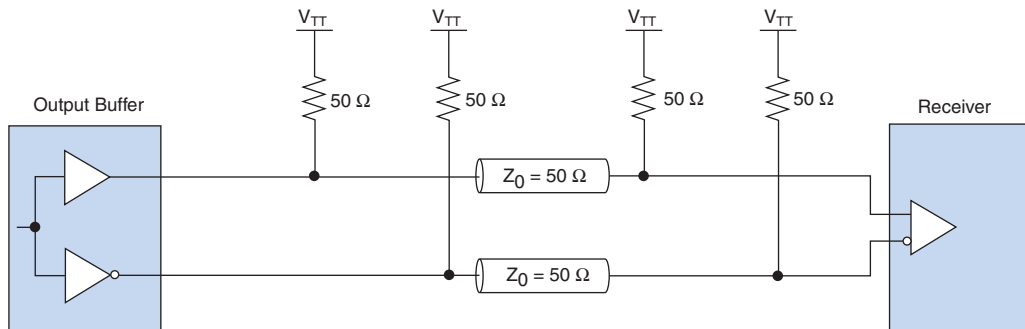 V_TT V_TT V_TT V_TT
50 Ω 50 Ω 50 Ω 50 Ω
Output Buffer
Receiver
Z_0 = 50 Ω
Z_0 = 50 Ω